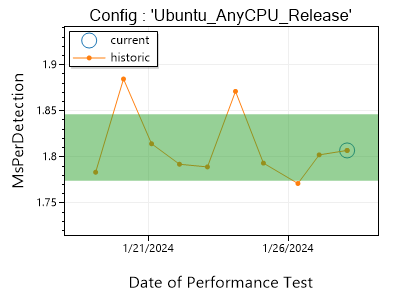 Config : 'Ubuntu_AnyCPU_Release'
current
historic
MsPerDetection
1.9
1.85
1.8
1.75
1/21/2024
1/26/2024
Date of Performance Test